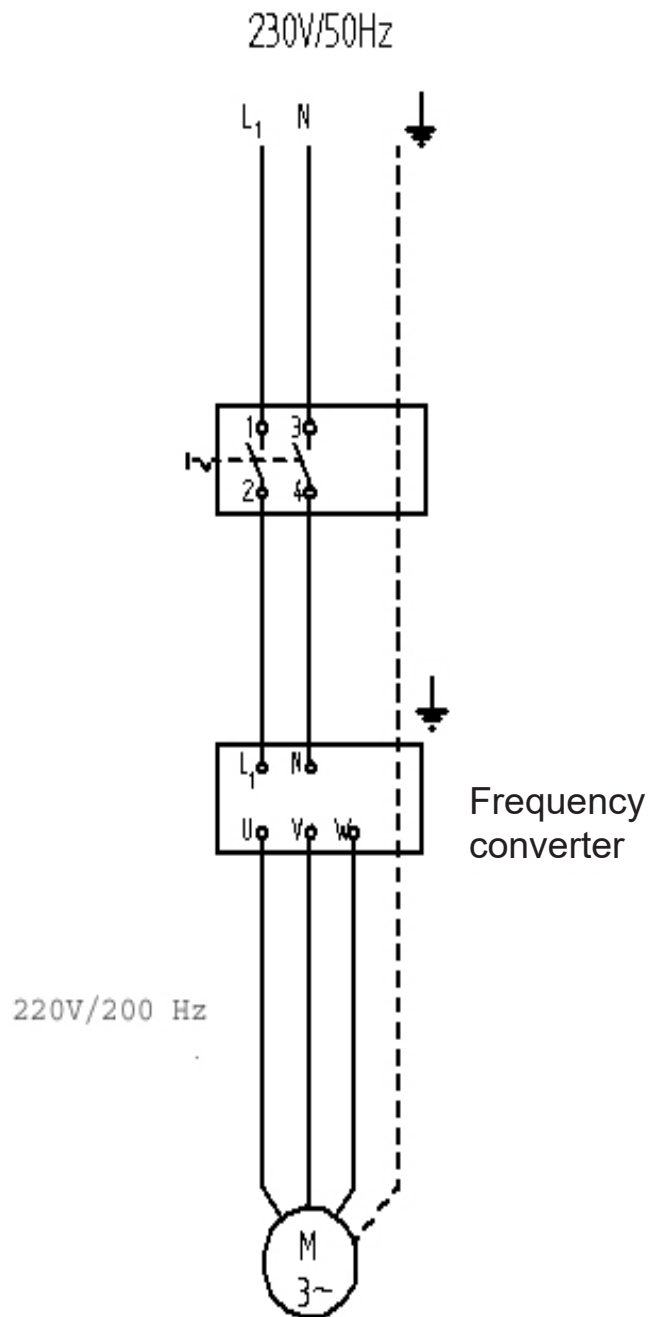 230V/50Hz
L₁ N
1 3
2 4
L₁ N
U V W
Frequency
converter
220V/200 Hz
M
3~